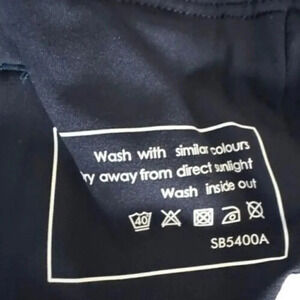 Wash with similar colours
ry away from direct sunlight
Wash inside out
40
SB5400A